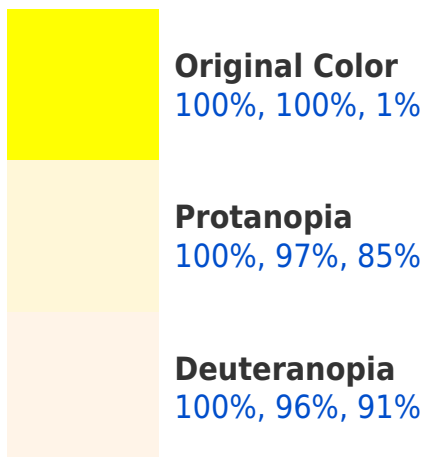 Original Color
100%, 100%, 1%
Protanopia
100%, 97%, 85%
Deuteranopia
100%, 96%, 91%